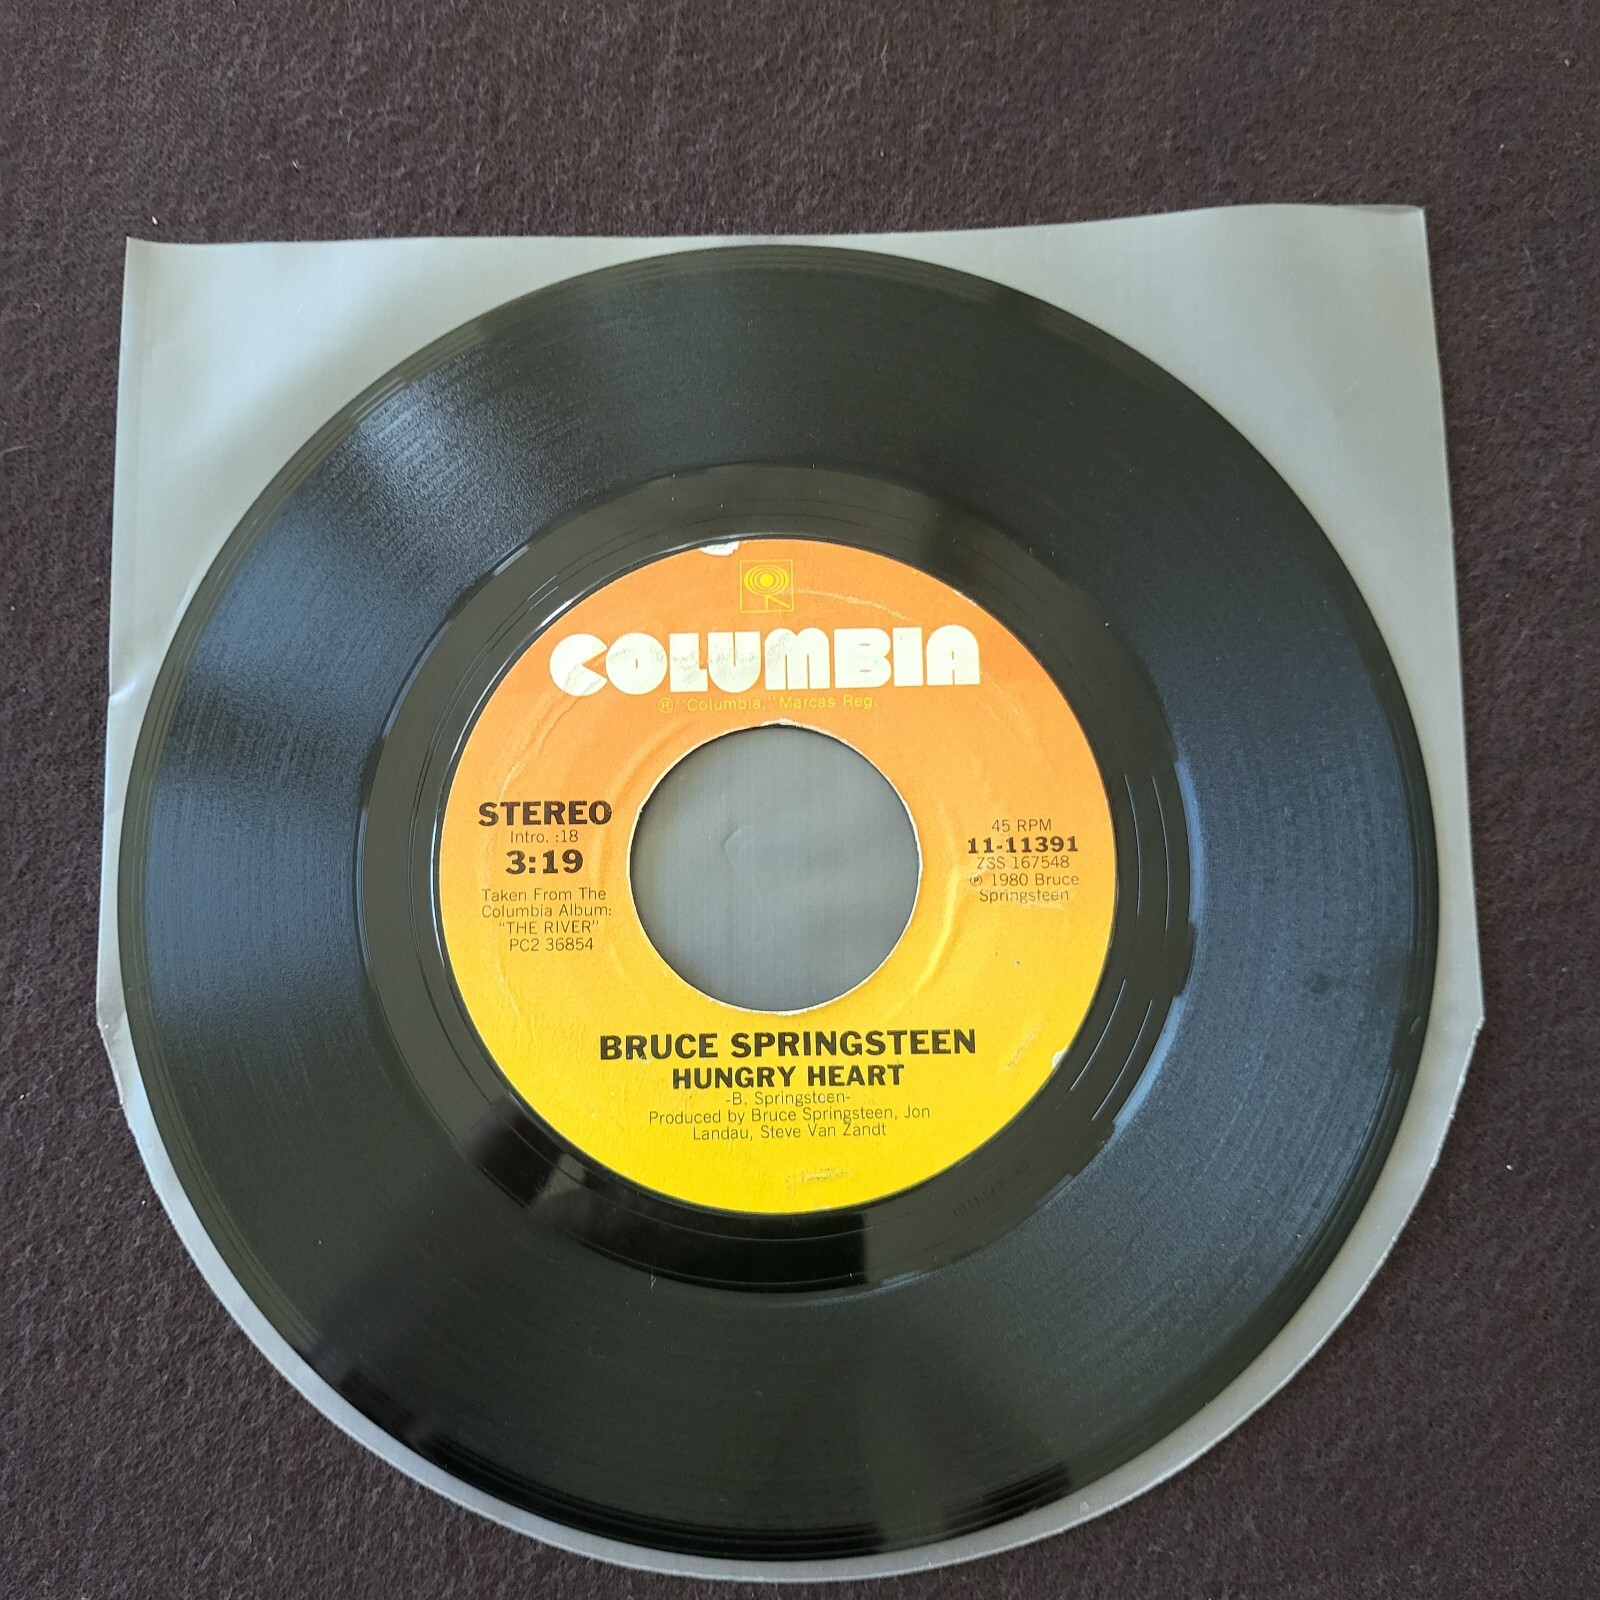 COLUMBIA
® "Columbia," Marcas Reg.
STEREO
Intro. :18
3:19
Taken From The
Columbia Album:
"THE RIVER"
PC2 36854
45 RPM
11-11391
ZSS 167548
℗ 1980 Bruce
Springsteen
BRUCE SPRINGSTEEN
HUNGRY HEART
-B. Springsteen-
Produced by Bruce Springsteen, Jon
Landau, Steve Van Zandt